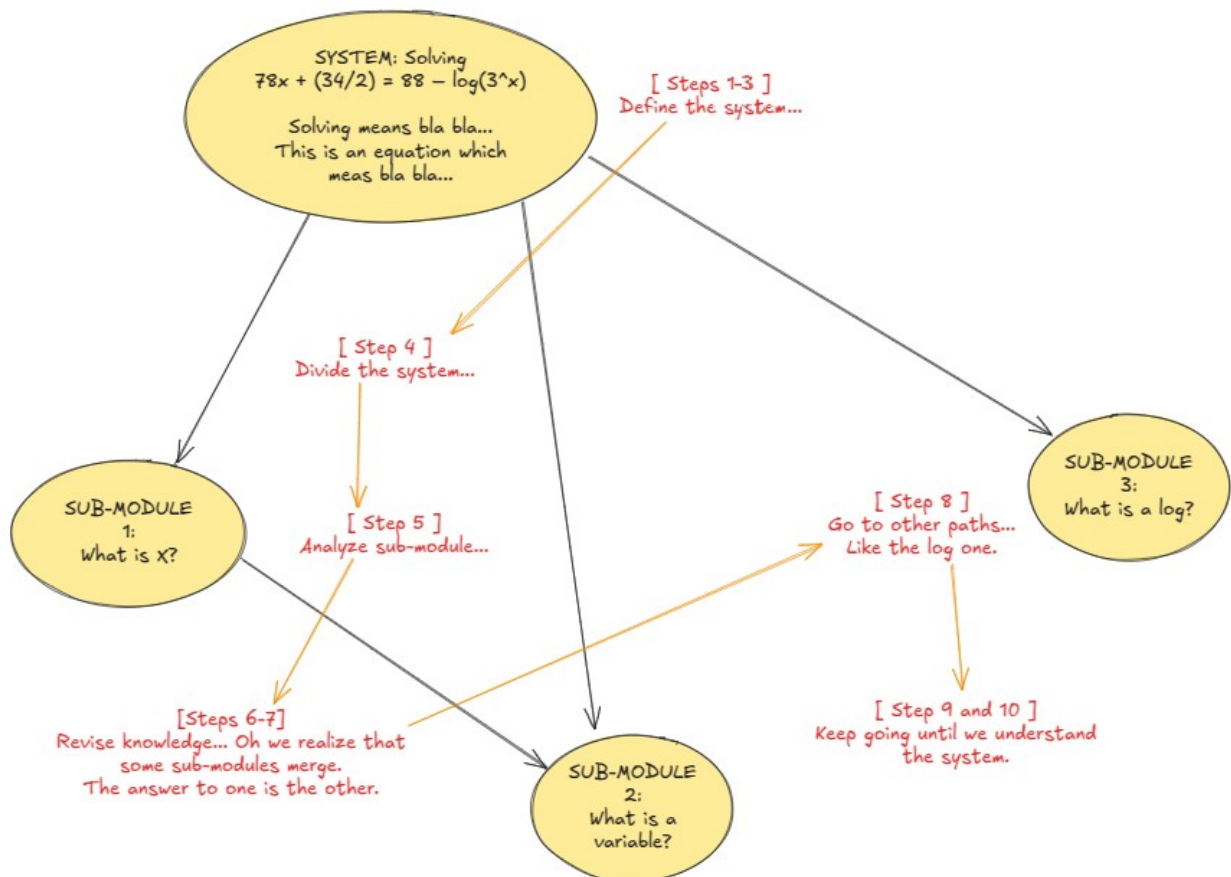 SYSTEM: Solving
78x + (34/2) = 88 – log(3^x)
Solving means bla bla...
This is an equation which
meas bla bla...
[ Steps 1-3 ]
Define the system...
[ Step 4 ]
Divide the system...
SUB-MODULE
1:
What is X?
[ Step 5 ]
Analyze sub-module...
[ Step 8 ]
Go to other paths...
Like the log one.
SUB-MODULE
3:
What is a log?
[Steps 6-7]
Revise knowledge... Oh we realize that
some sub-modules merge.
The answer to one is the other.
SUB-MODULE
2:
What is a
variable?
[ Step 9 and 10 ]
Keep going until we understand
the system.